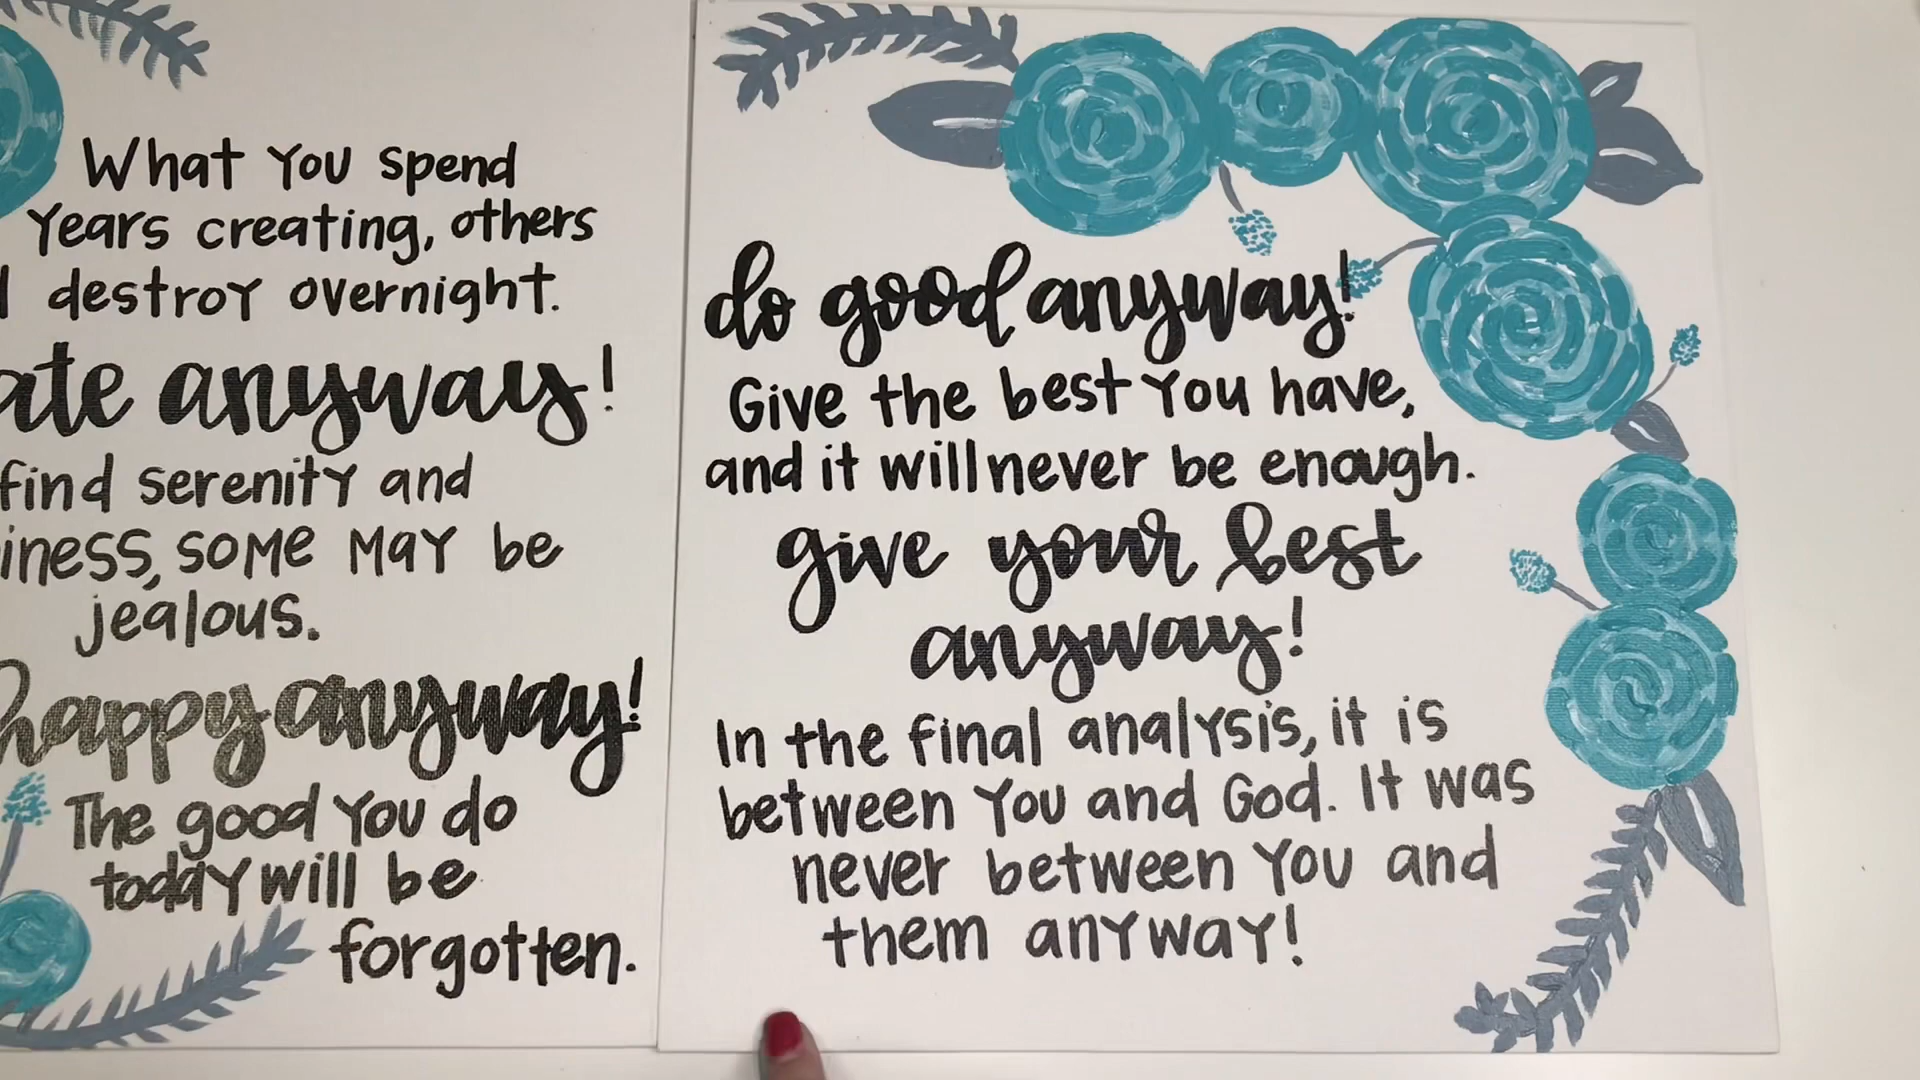 What You spend
Years creating, others
destroy overnight.
anyway!
find serenity and
some may be
jealous.
happy anyway!
The good You do
today will be
forgotten.
do good anyway!
Give the best You have,
and it will never be enough.
give your best
anyway!
In the final analysis, it is
between You and God. It was
never between You and
them anyway!